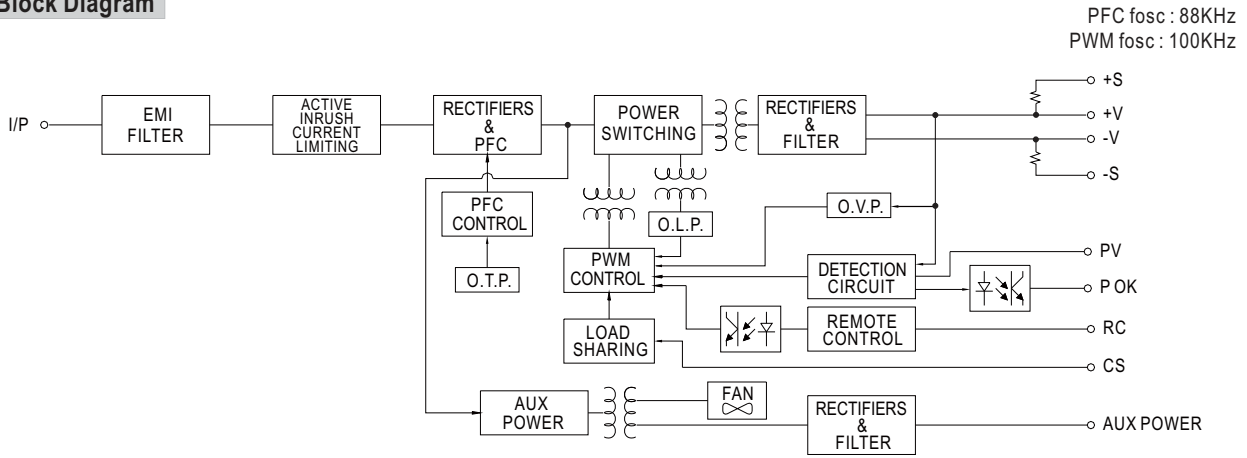 Block Diagram
PFC fosc : 88KHz
PWM fosc : 100KHz
I/P
EMI
FILTER
ACTIVE
INRUSH
CURRENT
LIMITING
RECTIFIERS
&
PFC
POWER
SWITCHING
RECTIFIERS
&
FILTER
+S
+V
-V
-S
PFC
CONTROL
O.L.P.
O.V.P.
O.T.P.
PWM
CONTROL
DETECTION
CIRCUIT
PV
P OK
LOAD
SHARING
REMOTE
CONTROL
RC
CS
AUX
POWER
FAN
RECTIFIERS
&
FILTER
AUX POWER